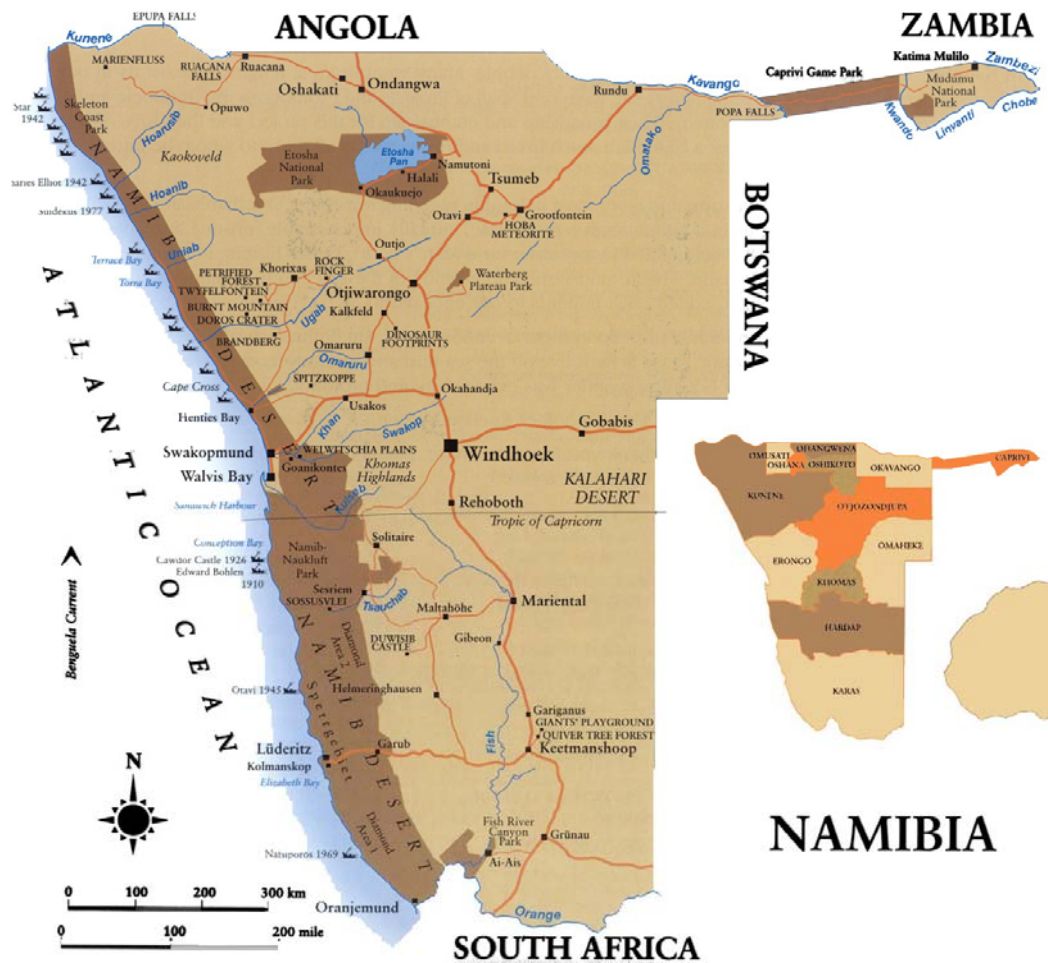 EPUPA FALLS
ANGOLA
ZAMBIA
Kunene
MARIENFLUSS
RUACANA
FALLS
Ruacana
Ondangwa
Oshakati
Opuwo
Kavango
Rundu
Caprivi Game Park
Katima Mulilo
Zambezi
Mudumu
National
Park
POPA FALLS
Kwando
Linyanti
Chobe
Star
1942
Skeleton
Coast Park
Hoarusib
Kaokoveld
Etosha
National
Park
Etosha
Pan
Namutoni
Halali
Okaukuejo
Omatako
Tsumeb
Grootfontein
Otavi
HOBA
METEORITE
BOTSWANA
Elliot 1942
1977
Hoanib
NAMIB
DESERT
Uniab
Terrace Bay
Torra Bay
Outjo
ROCK
FINGER
Khorixas
PETRIFIED
FOREST
TWYFELFONTEIN
BURNT MOUNTAIN
DOROS CRATER
BRANDBERG
Ugab
Otjiwarongo
Kalkfeld
Waterberg
Plateau Park
DINOSAUR
FOOTPRINTS
Omaruru
Omaruru
SPITZKOPPE
Cape Cross
Okahandja
Usakos
Henties Bay
Khan
Swakop
Gobabis
Swakopmund
WELWITSCHIA PLAINS
Goanikontes
Khomas
Highlands
Windhoek
Walvis Bay
Kuiseb
KALAHARI
DESERT
Rehoboth
Sandwich Harbour
Tropic of Capricorn
ATLANTIC OCEAN
Benguela Current
Conception Bay
Cawdor Castle 1926
Edward Bohlen
1910
Namib-
Naukluft
Park
Solitaire
Sesriem
SOSSUSVLEI
Tsauchab
Maltahöhe
Mariental
DUWISIB
CASTLE
Gibeon
Diamond
Area 2
NAMIB DESERT
Sperrgebiet
Otavi 1945
Helmeringhausen
Gariganus
GIANTS' PLAYGROUND
QUIVER TREE FOREST
Keetmanshoop
Fish
Garub
Lüderitz
Kolmanskop
Elizabeth Bay
Diamond
Area 1
Fish River
Canyon
Park
Grünau
Ai-Ais
Natuporos 1969
Oranjemund
Orange
SOUTH AFRICA
N
0 100 200 300 km
0 100 200 mile
OMUSATI
OHANGWENA
OSHANA
OSHIKOTO
OKAVANGO
CAPRIVI
KUNENE
OTJOZONDJUPA
OMAHEKE
ERONGO
KHOMAS
HARDAP
KARAS
NAMIBIA